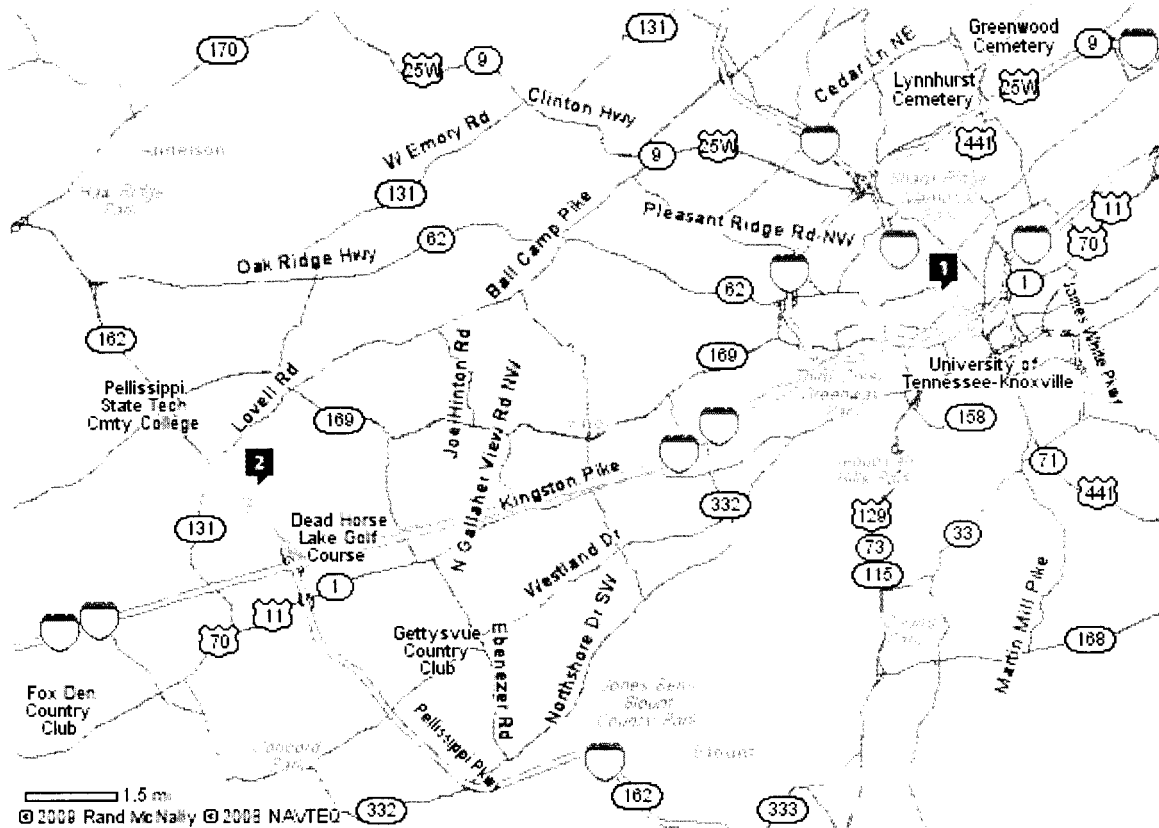 131
Greenwood
Cemetery
9
170
9
25W
Cedar Ln NE
Lynnhurst
Cemetery
25W
Clinton Hwy
W Emory Rd
441
9
25W
Anderson
131
Pleasant Ridge Rd NW
11
70
62
Oak Ridge Hwy
Ball Camp Pike
1
62
1
James White Pkwy
162
169
University of
Tennessee-Knoxville
Pellissippi
State Tech
Cmty College
Lovell Rd
Joe Hinton Rd
N Gallaher View Rd NW
169
158
2
Kingston Pike
71
441
332
131
Dead Horse
Lake Golf
Course
129
73
33
115
Westland Dr
1
11
70
Gettysvue
Country
Club
Ebenezer Rd
Northshore Dr SW
Martin Mill Pike
168
Fox Den
Country
Club
Pellissippi Pkwy
Concord
Park
Blount
162
1.5 mi
332
333
© 2009 Rand McNally © 2008 NAVTEQ